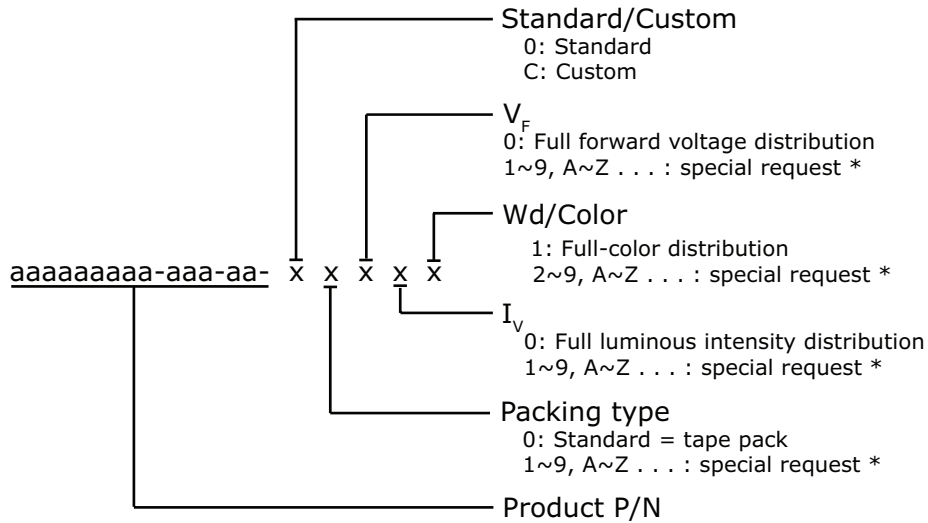 Standard/Custom
0: Standard
C: Custom
VF
0: Full forward voltage distribution
1~9, A~Z . . . : special request *
Wd/Color
1: Full-color distribution
2~9, A~Z . . . : special request *
aaaaaaaaa-aaa-aa- x x x x x
IV
0: Full luminous intensity distribution
1~9, A~Z . . . : special request *
Packing type
0: Standard = tape pack
1~9, A~Z . . . : special request *
Product P/N